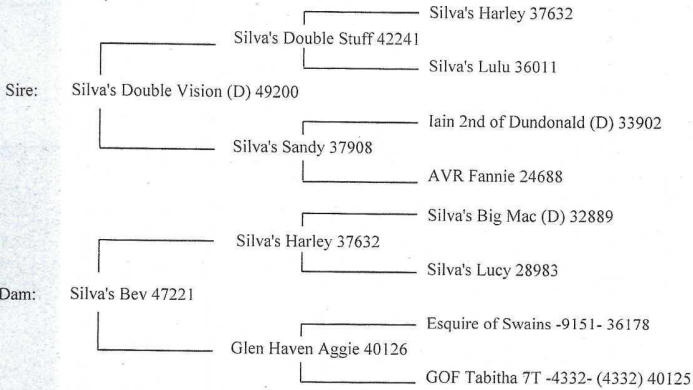 Silva's Harley 37632
Silva's Double Stuff 42241
Silva's Lulu 36011
Sire: Silva's Double Vision (D) 49200
Iain 2nd of Dundonald (D) 33902
Silva's Sandy 37908
AVR Fannie 24688
Silva's Big Mac (D) 32889
Silva's Harley 37632
Silva's Lucy 28983
Dam: Silva's Bev 47221
Esquire of Swains -9151- 36178
Glen Haven Aggie 40126
GOF Tabitha 7T -4332- (4332) 40125